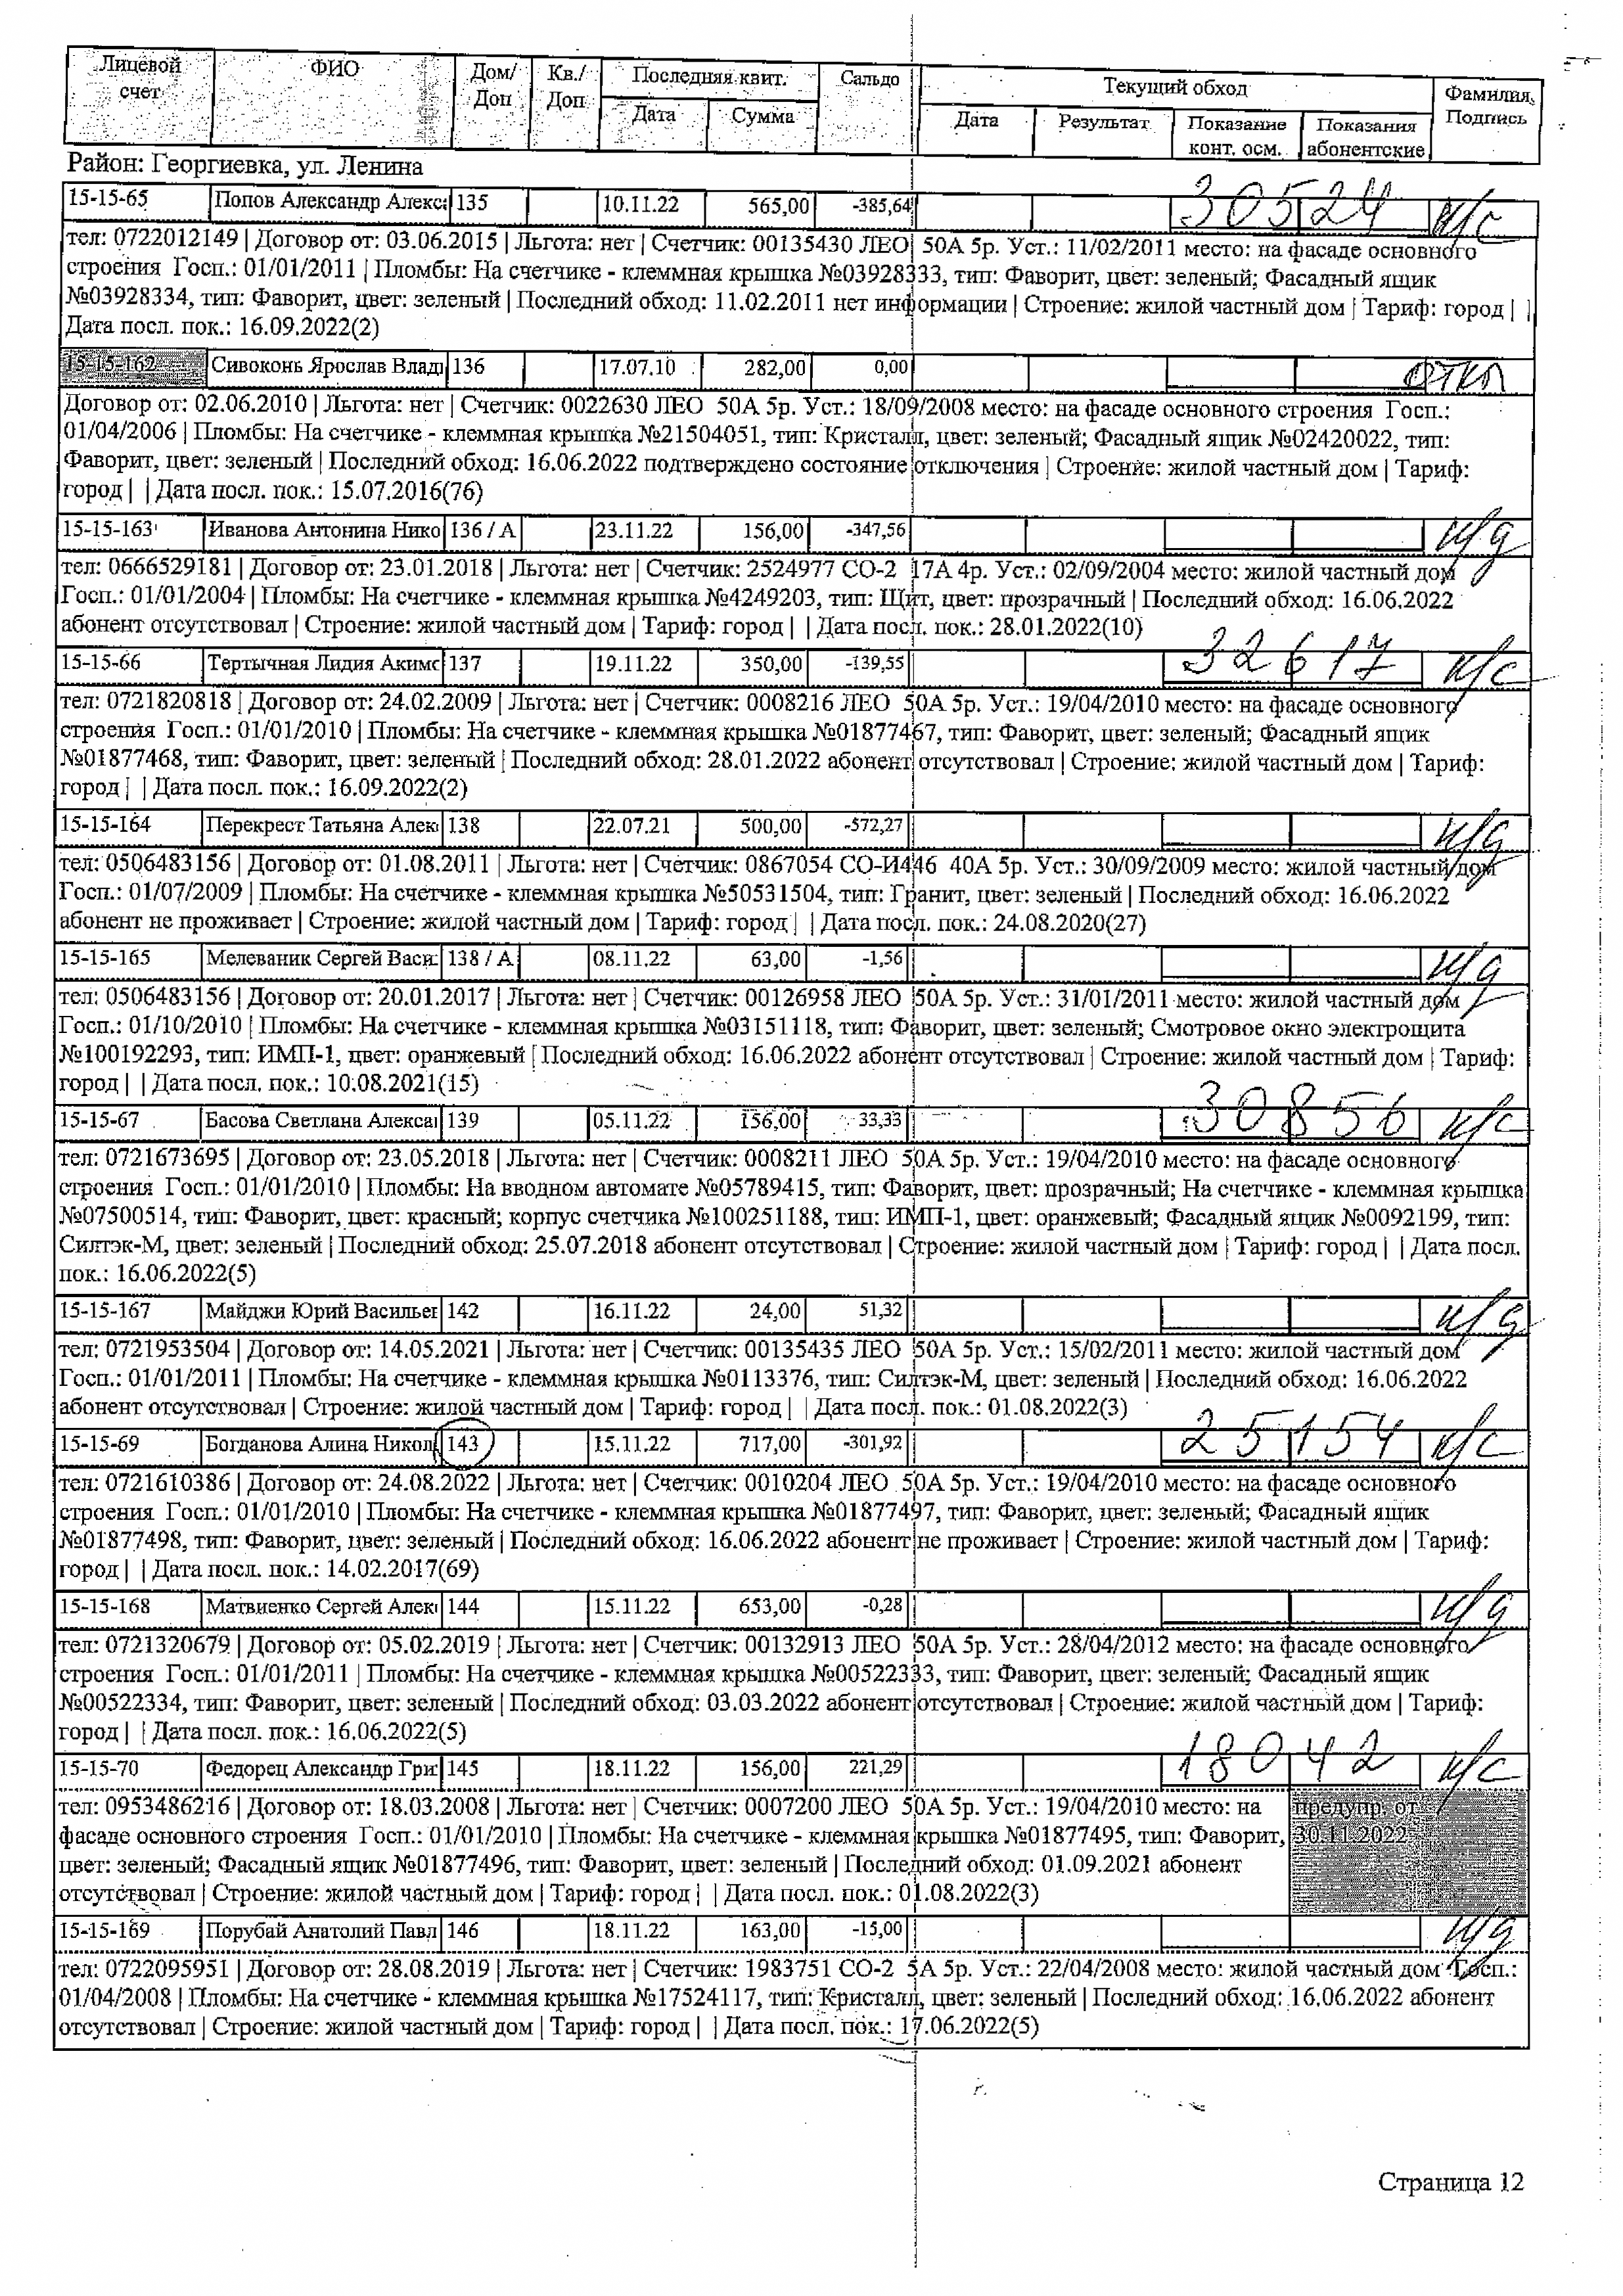 Лицевой счет ФИО Дом/Доп Кв./Доп Последняя квит. Сальдо Текущий обход Фамилия, Подпись
Дата Сумма Дата Результат Показание конт. осм. Показания абонентские
Район: Георгиевка, ул. Ленина
15-15-65 Попов Александр Алекс 135 10.11.22 565,00 -385,64 30524 к/с
тел: 0722012149 | Договор от: 03.06.2015 | Льгота: нет | Счетчик: 00135430 ЛЕО 50А 5р. Уст.: 11/02/2011 место: на фасаде основного
строения Госп.: 01/01/2011 | Пломбы: На счетчике - клеммная крышка №03928333, тип: Фаворит, цвет: зеленый; Фасадный ящик
№03928334, тип: Фаворит, цвет: зеленый | Последний обход: 11.02.2011 нет информации | Строение: жилой частный дом | Тариф: город | |
Дата посл. пок.: 16.09.2022(2)
15-15-162 Сивоконь Ярослав Влад 136 17.07.10 282,00 0,00 откл
Договор от: 02.06.2010 | Льгота: нет | Счетчик: 0022630 ЛЕО 50А 5р. Уст.: 18/09/2008 место: на фасаде основного строения Госп.:
01/04/2006 | Пломбы: На счетчике - клеммная крышка №21504051, тип: Кристалл, цвет: зеленый; Фасадный ящик №02420022, тип:
Фаворит, цвет: зеленый | Последний обход: 16.06.2022 подтверждено состояние отключения | Строение: жилой частный дом | Тариф:
город | | Дата посл. пок.: 15.07.2016(76)
15-15-163 Иванова Антонина Нико 136 / А 23.11.22 156,00 -347,56 н/д
тел: 0666529181 | Договор от: 23.01.2018 | Льгота: нет | Счетчик: 2524977 СО-2 17А 4р. Уст.: 02/09/2004 место: жилой частный дом
Госп.: 01/01/2004 | Пломбы: На счетчике - клеммная крышка №4249203, тип: Щит, цвет: прозрачный | Последний обход: 16.06.2022
абонент отсутствовал | Строение: жилой частный дом | Тариф: город | | Дата посл. пок.: 28.01.2022(10)
15-15-66 Тертычная Лидия Акимс 137 19.11.22 350,00 -139,55 32617 к/с
тел: 0721820818 | Договор от: 24.02.2009 | Льгота: нет | Счетчик: 0008216 ЛЕО 50А 5р. Уст.: 19/04/2010 место: на фасаде основного
строения Госп.: 01/01/2010 | Пломбы: На счетчике - клеммная крышка №01877467, тип: Фаворит, цвет: зеленый; Фасадный ящик
№01877468, тип: Фаворит, цвет: зеленый | Последний обход: 28.01.2022 абонент отсутствовал | Строение: жилой частный дом | Тариф:
город | | Дата посл. пок.: 16.09.2022(2)
15-15-164 Перекрест Татьяна Алек 138 22.07.21 500,00 -572,27 н/д
тел: 0506483156 | Договор от: 01.08.2011 | Льгота: нет | Счетчик: 0867054 СО-И446 40А 5р. Уст.: 30/09/2009 место: жилой частный дом
Госп.: 01/07/2009 | Пломбы: На счетчике - клеммная крышка №50531504, тип: Гранит, цвет: зеленый | Последний обход: 16.06.2022
абонент не проживает | Строение: жилой частный дом | Тариф: город | | Дата посл. пок.: 24.08.2020(27)
15-15-165 Мелеваник Сергей Васи 138 / А 08.11.22 63,00 -1,56 н/д
тел: 0506483156 | Договор от: 20.01.2017 | Льгота: нет | Счетчик: 00126958 ЛЕО 50А 5р. Уст.: 31/01/2011 место: жилой частный дом
Госп.: 01/10/2010 | Пломбы: На счетчике - клеммная крышка №03151118, тип: Фаворит, цвет: зеленый; Смотровое окно электрощита
№100192293, тип: ИМП-1, цвет: оранжевый | Последний обход: 16.06.2022 абонент отсутствовал | Строение: жилой частный дом | Тариф:
город | | Дата посл. пок.: 10.08.2021(15)
15-15-67 Басова Светлана Алекса 139 05.11.22 156,00 33,33 30856 к/с
тел: 0721673695 | Договор от: 23.05.2018 | Льгота: нет | Счетчик: 0008211 ЛЕО 50А 5р. Уст.: 19/04/2010 место: на фасаде основного
строения Госп.: 01/01/2010 | Пломбы: На вводном автомате №05789415, тип: Фаворит, цвет: прозрачный; На счетчике - клеммная крышка
№07500514, тип: Фаворит, цвет: красный; корпус счетчика №100251188, тип: ИМП-1, цвет: оранжевый; Фасадный ящик №0092199, тип:
Силтэк-М, цвет: зеленый | Последний обход: 25.07.2018 абонент отсутствовал | Строение: жилой частный дом | Тариф: город | | Дата посл.
пок.: 16.06.2022(5)
15-15-167 Майджи Юрий Васильев 142 16.11.22 24,00 51,32 н/д
тел: 0721953504 | Договор от: 14.05.2021 | Льгота: нет | Счетчик: 00135435 ЛЕО 50А 5р. Уст.: 15/02/2011 место: жилой частный дом
Госп.: 01/01/2011 | Пломбы: На счетчике - клеммная крышка №0113376, тип: Силтэк-М, цвет: зеленый | Последний обход: 16.06.2022
абонент отсутствовал | Строение: жилой частный дом | Тариф: город | | Дата посл. пок.: 01.08.2022(3)
15-15-69 Богданова Алина Никол 143 15.11.22 717,00 -301,92 25154 к/с
тел: 0721610386 | Договор от: 24.08.2022 | Льгота: нет | Счетчик: 0010204 ЛЕО 50А 5р. Уст.: 19/04/2010 место: на фасаде основного
строения Госп.: 01/01/2010 | Пломбы: На счетчике - клеммная крышка №01877497, тип: Фаворит, цвет: зеленый; Фасадный ящик
№01877498, тип: Фаворит, цвет: зеленый | Последний обход: 16.06.2022 абонент не проживает | Строение: жилой частный дом | Тариф:
город | | Дата посл. пок.: 14.02.2017(69)
15-15-168 Матвиенко Сергей Алек 144 15.11.22 653,00 -0,28 н/д
тел: 0721320679 | Договор от: 05.02.2019 | Льгота: нет | Счетчик: 00132913 ЛЕО 50А 5р. Уст.: 28/04/2012 место: на фасаде основного
строения Госп.: 01/01/2011 | Пломбы: На счетчике - клеммная крышка №00522333, тип: Фаворит, цвет: зеленый; Фасадный ящик
№00522334, тип: Фаворит, цвет: зеленый | Последний обход: 03.03.2022 абонент отсутствовал | Строение: жилой частный дом | Тариф:
город | | Дата посл. пок.: 16.06.2022(5)
15-15-70 Федорец Александр Гри 145 18.11.22 156,00 221,29 18042 к/с
тел: 0953486216 | Договор от: 18.03.2008 | Льгота: нет | Счетчик: 0007200 ЛЕО 50А 5р. Уст.: 19/04/2010 место: на предупр. от
фасаде основного строения Госп.: 01/01/2010 | Пломбы: На счетчике - клеммная крышка №01877495, тип: Фаворит, 30.11.2022
цвет: зеленый; Фасадный ящик №01877496, тип: Фаворит, цвет: зеленый | Последний обход: 01.09.2021 абонент
отсутствовал | Строение: жилой частный дом | Тариф: город | | Дата посл. пок.: 01.08.2022(3)
15-15-169 Порубай Анатолий Павл 146 18.11.22 163,00 -15,00 н/д
тел: 0722095951 | Договор от: 28.08.2019 | Льгота: нет | Счетчик: 1983751 СО-2 5А 5р. Уст.: 22/04/2008 место: жилой частный дом Госп.:
01/04/2008 | Пломбы: На счетчике - клеммная крышка №17524117, тип: Кристалл, цвет: зеленый | Последний обход: 16.06.2022 абонент
отсутствовал | Строение: жилой частный дом | Тариф: город | | Дата посл. пок.: 17.06.2022(5)
Страница 12